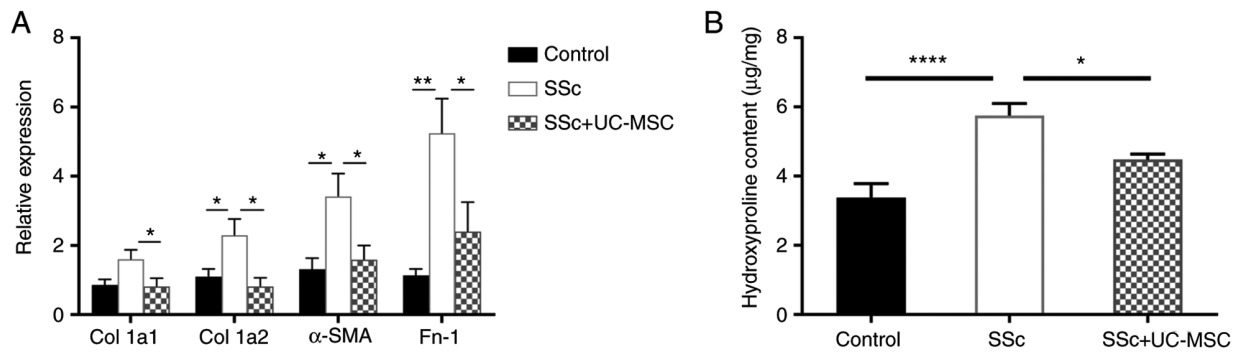 A
Relative expression
8
6
4
2
0
** *
* *
* *
*
Col 1a1 Col 1a2 α-SMA Fn-1
Control
SSc
SSc+UC-MSC
B
Hydroxyproline content (μg/mg)
8
6
4
2
0
**** *
Control SSc SSc+UC-MSC